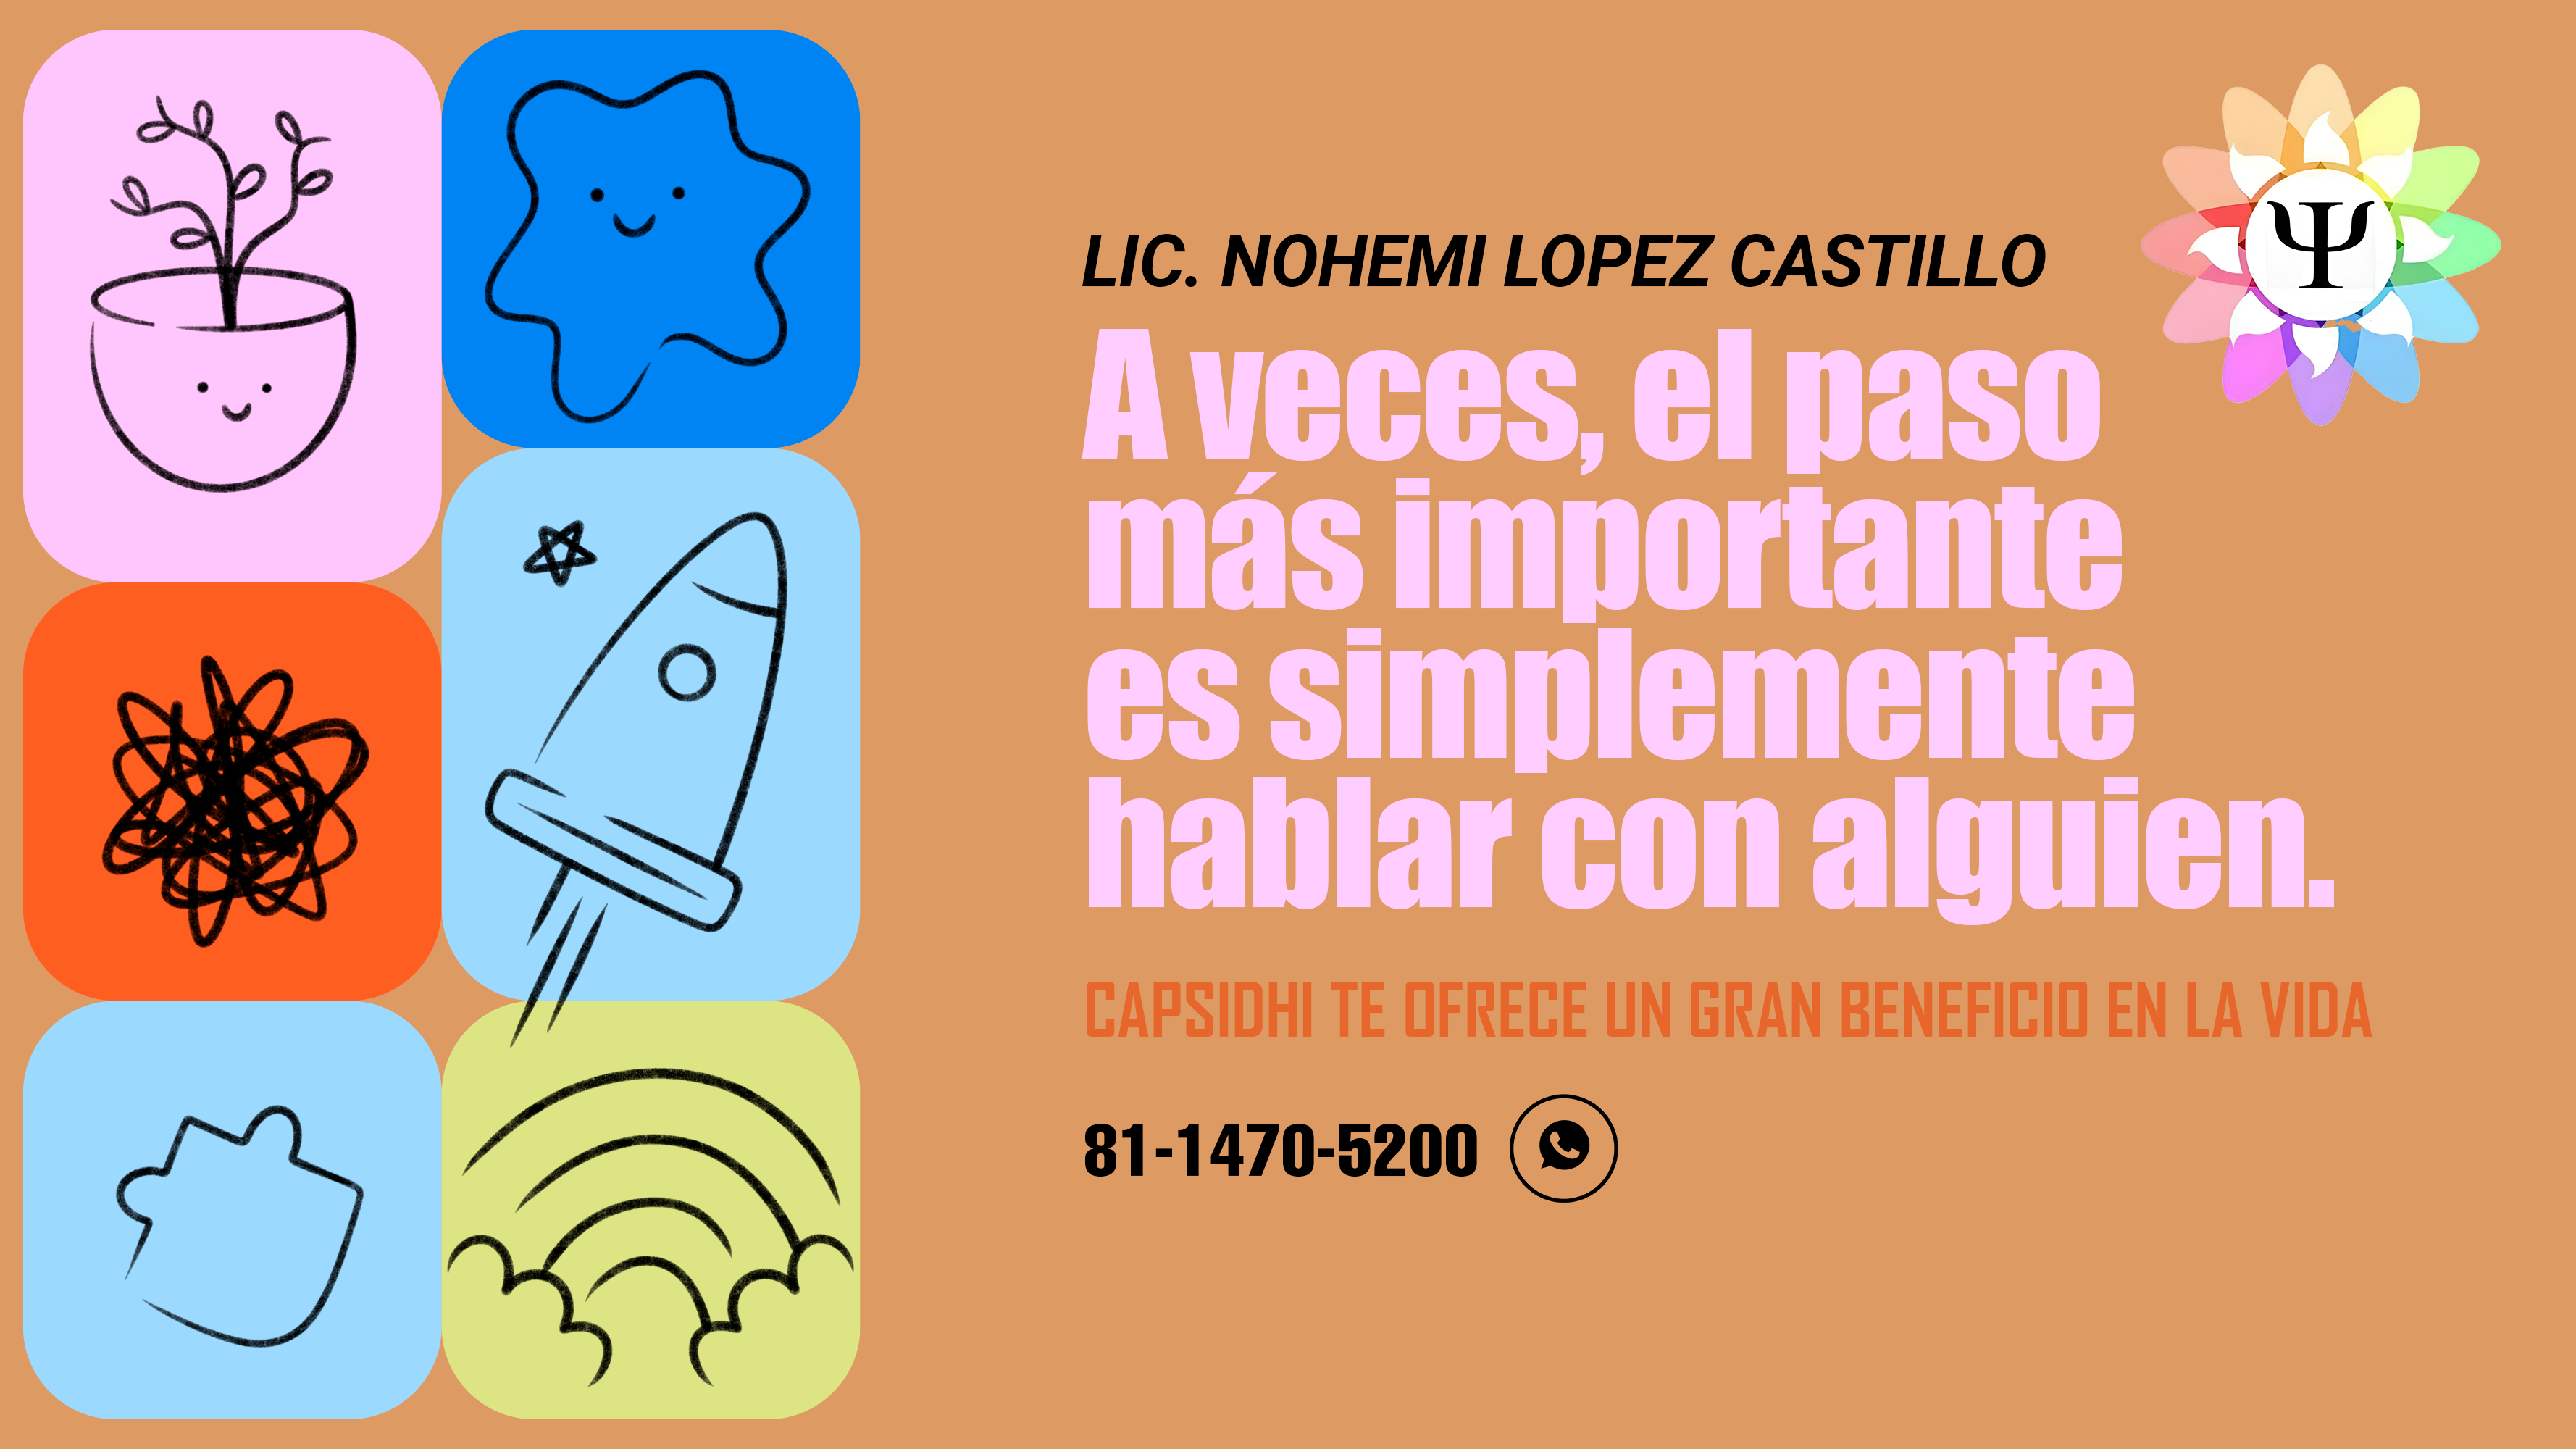 LIC. NOHEMI LOPEZ CASTILLO
Ψ
A veces, el paso
más importante
es simplemente
hablar con alguien.
CAPSIDHI TE OFRECE UN GRAN BENEFICIO EN LA VIDA
81-1470-5200